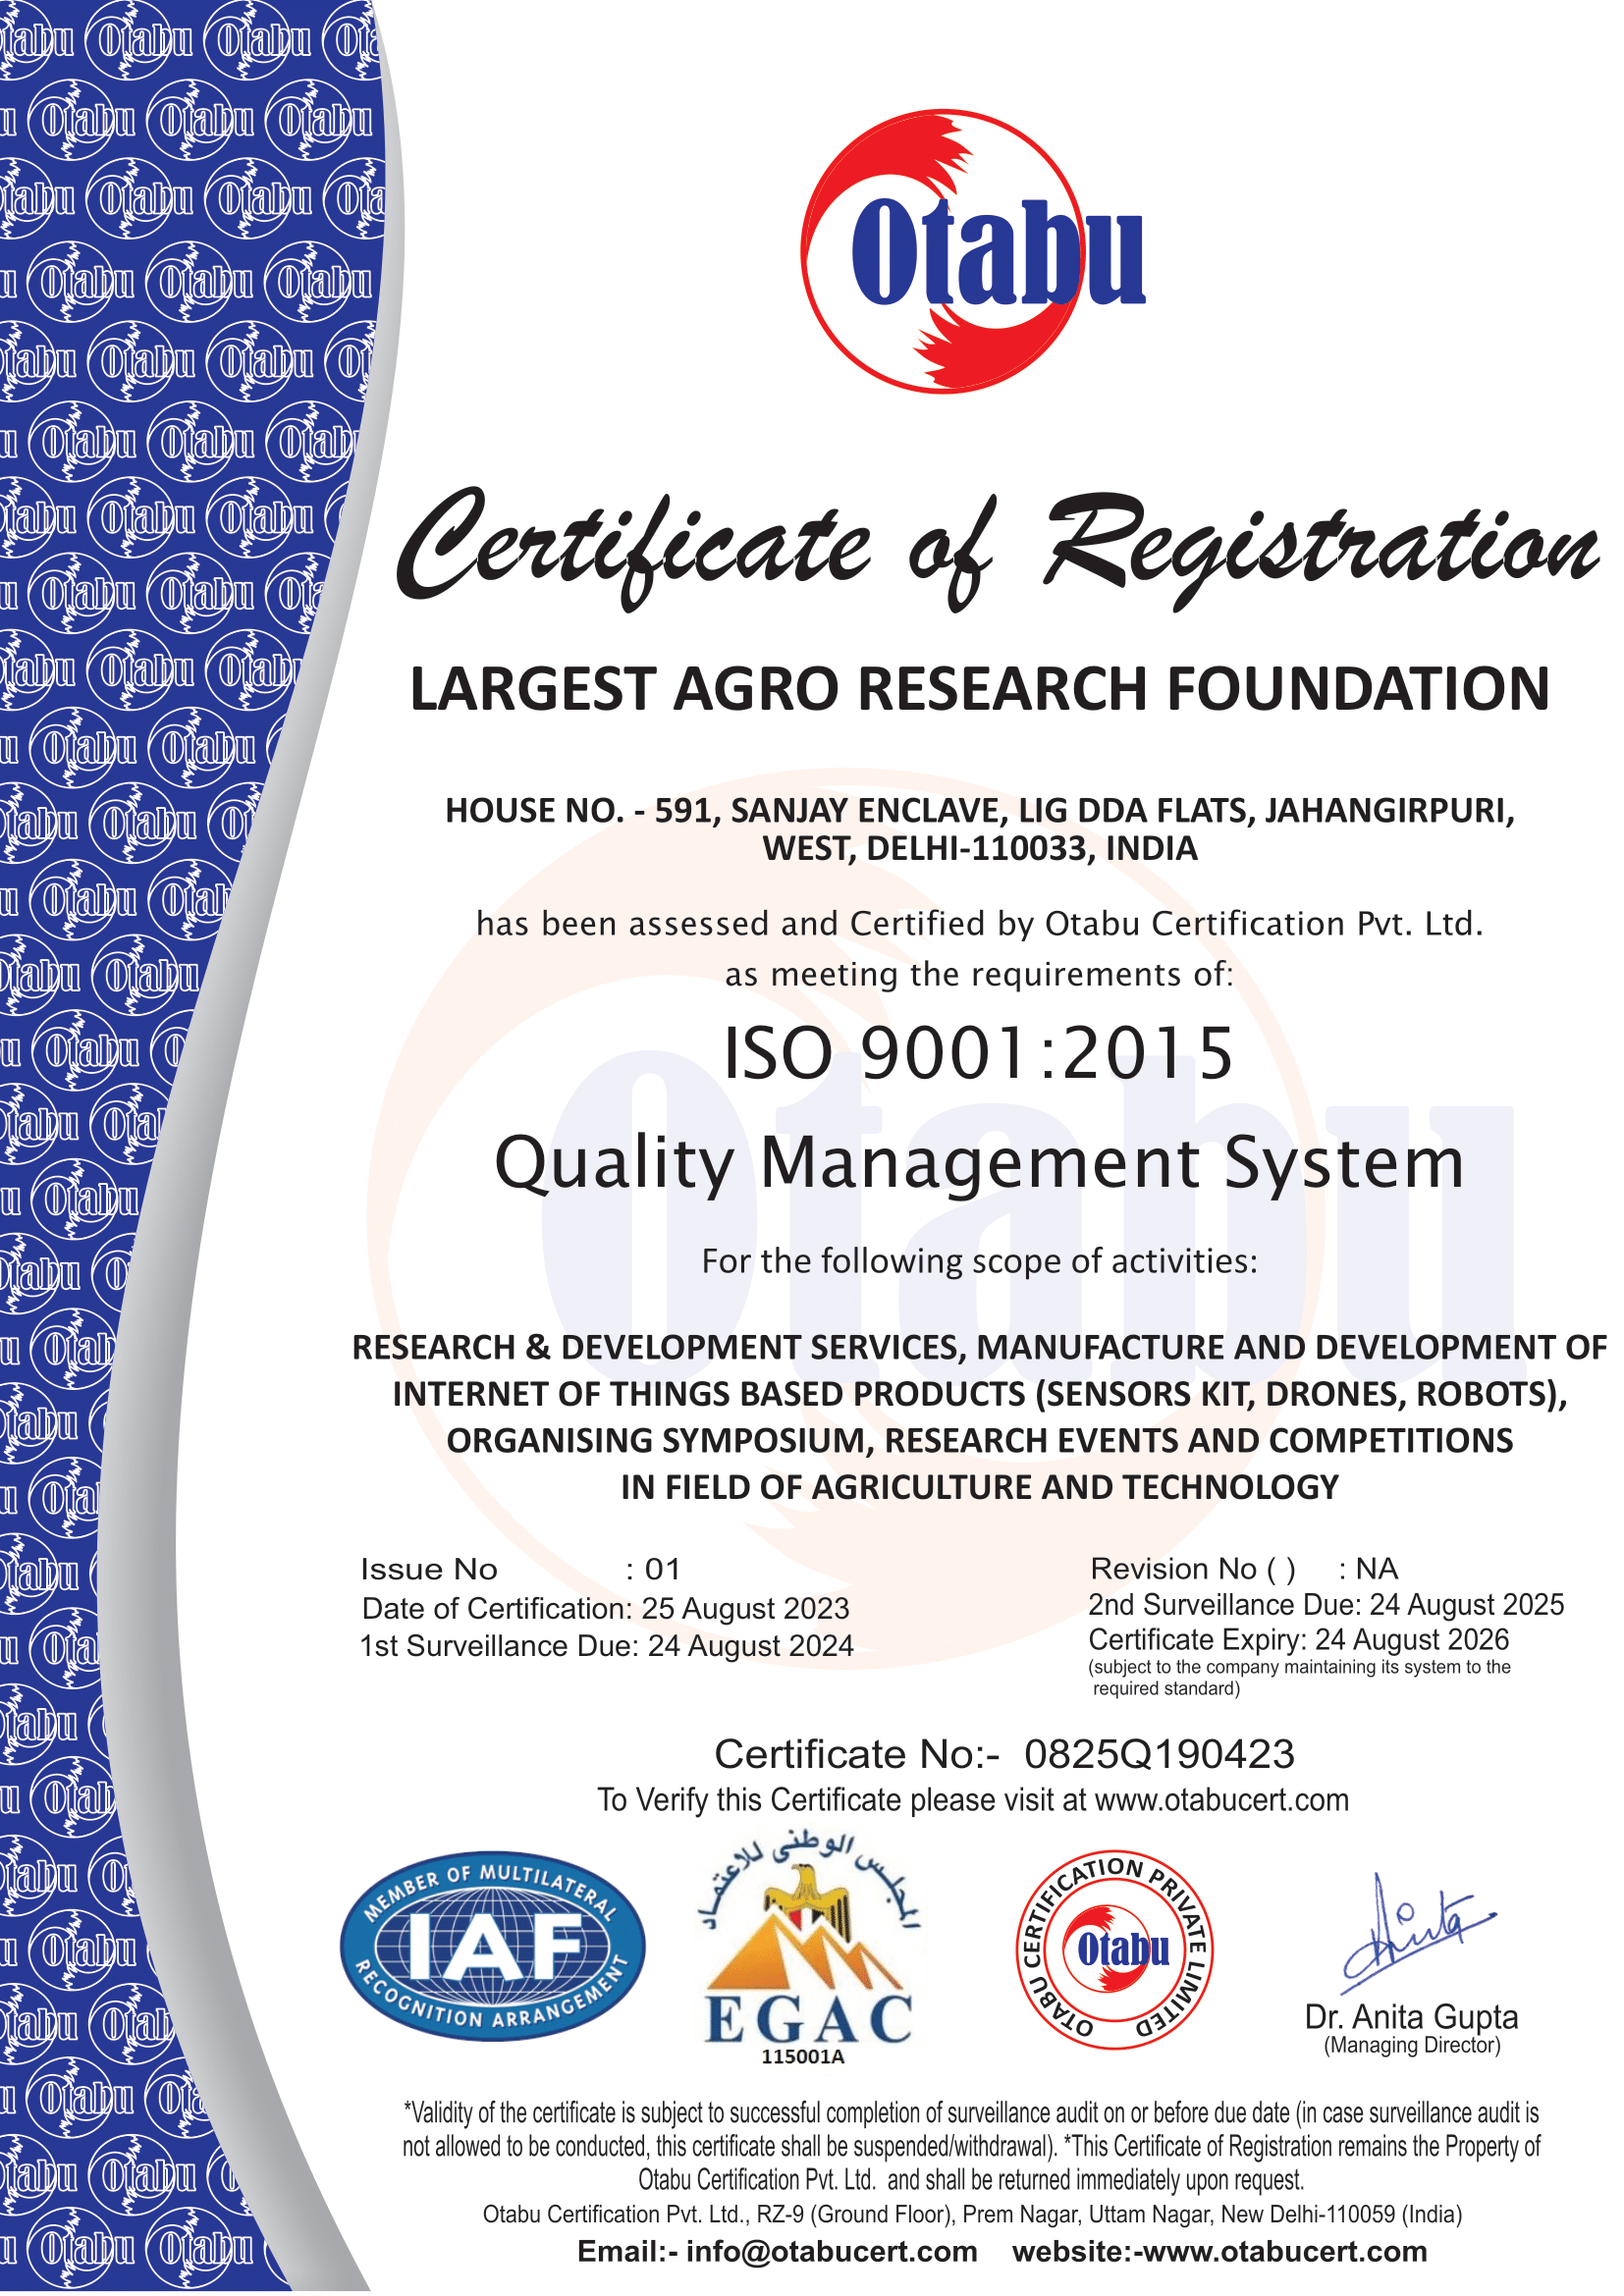 Otabu
Certificate of Registration
LARGEST AGRO RESEARCH FOUNDATION
HOUSE NO. - 591, SANJAY ENCLAVE, LIG DDA FLATS, JAHANGIRPURI,
WEST, DELHI-110033, INDIA
has been assessed and Certified by Otabu Certification Pvt. Ltd.
as meeting the requirements of:
ISO 9001:2015
Quality Management System
For the following scope of activities:
RESEARCH & DEVELOPMENT SERVICES, MANUFACTURE AND DEVELOPMENT OF
INTERNET OF THINGS BASED PRODUCTS (SENSORS KIT, DRONES, ROBOTS),
ORGANISING SYMPOSIUM, RESEARCH EVENTS AND COMPETITIONS
IN FIELD OF AGRICULTURE AND TECHNOLOGY
Issue No : 01
Date of Certification: 25 August 2023
1st Surveillance Due: 24 August 2024
Revision No ( ) : NA
2nd Surveillance Due: 24 August 2025
Certificate Expiry: 24 August 2026
(subject to the company maintaining its system to the
required standard)
Certificate No:- 0825Q190423
To Verify this Certificate please visit at www.otabucert.com
MEMBER OF MULTILATERAL
IAF
RECOGNITION ARRANGEMENT
المجلس الوطنى للاعتماد
EGAC
115001A
OTABU CERTIFICATION PRIVATE LIMITED
Otabu
Anita
Dr. Anita Gupta
(Managing Director)
*Validity of the certificate is subject to successful completion of surveillance audit on or before due date (in case surveillance audit is
not allowed to be conducted, this certificate shall be suspended/withdrawal). *This Certificate of Registration remains the Property of
Otabu Certification Pvt. Ltd. and shall be returned immediately upon request.
Otabu Certification Pvt. Ltd., RZ-9 (Ground Floor), Prem Nagar, Uttam Nagar, New Delhi-110059 (India)
Email:- info@otabucert.com website:-www.otabucert.com